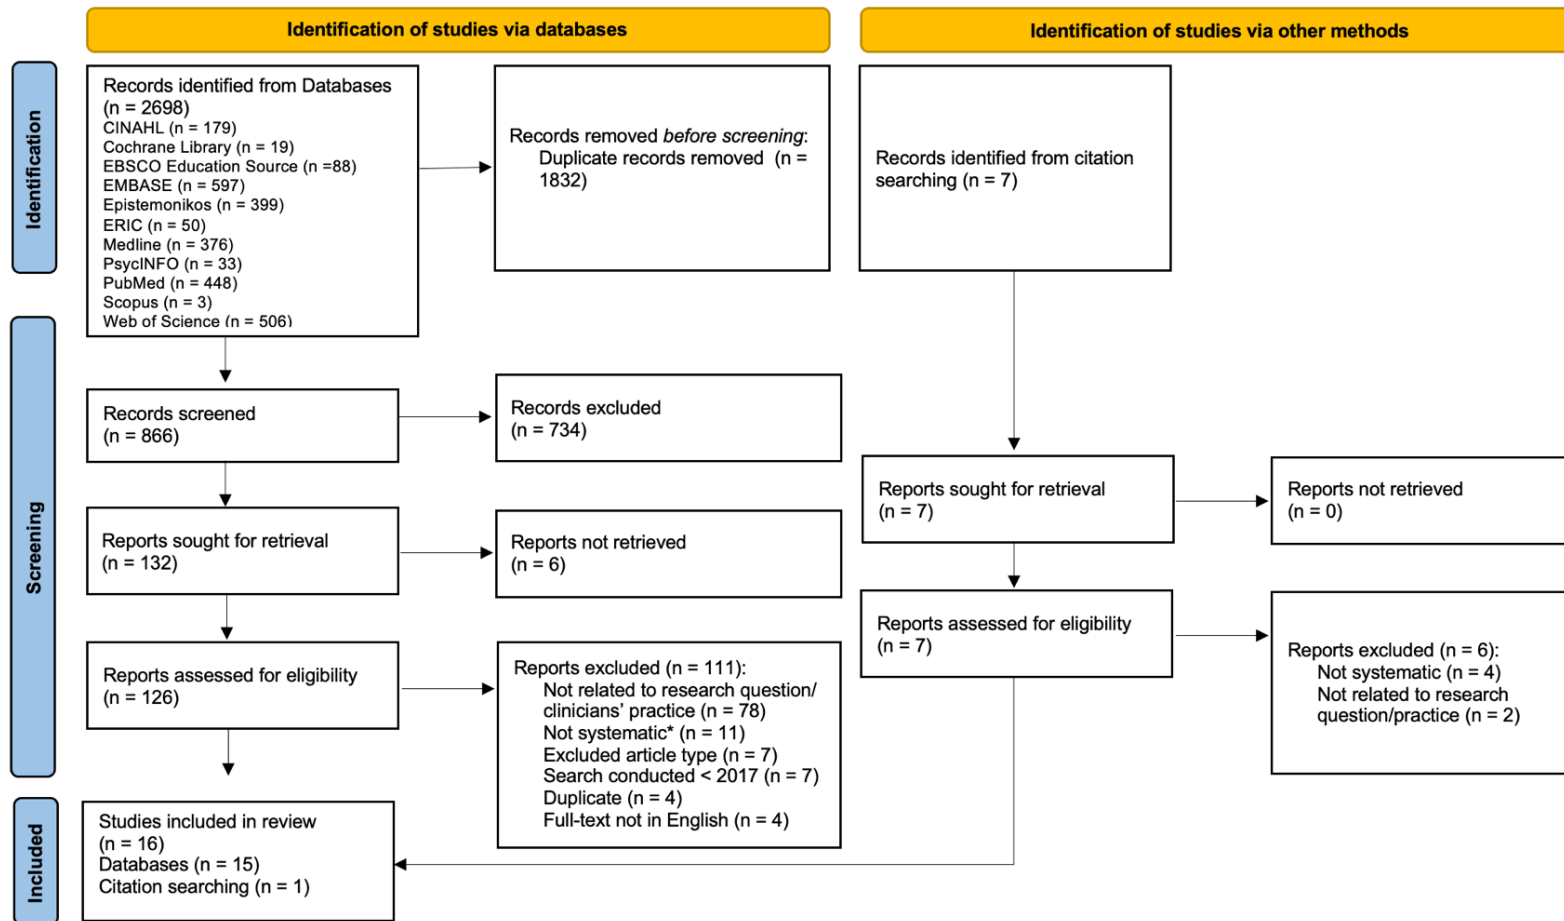 Identification of studies via databases
Identification of studies via other methods
Identification
Records identified from Databases
(n = 2698)
CINAHL (n = 179)
Cochrane Library (n = 19)
EBSCO Education Source (n =88)
EMBASE (n = 597)
Epistemonikos (n = 399)
ERIC (n = 50)
Medline (n = 376)
PsycINFO (n = 33)
PubMed (n = 448)
Scopus (n = 3)
Web of Science (n = 506)
Records removed before screening:
Duplicate records removed (n =
1832)
Records identified from citation
searching (n = 7)
Screening
Records screened
(n = 866)
Records excluded
(n = 734)
Reports sought for retrieval
(n = 132)
Reports not retrieved
(n = 6)
Reports sought for retrieval
(n = 7)
Reports not retrieved
(n = 0)
Reports assessed for eligibility
(n = 126)
Reports excluded (n = 111):
Not related to research question/
clinicians’ practice (n = 78)
Not systematic* (n = 11)
Excluded article type (n = 7)
Search conducted < 2017 (n = 7)
Duplicate (n = 4)
Full-text not in English (n = 4)
Reports assessed for eligibility
(n = 7)
Reports excluded (n = 6):
Not systematic (n = 4)
Not related to research
question/practice (n = 2)
Included
Studies included in review
(n = 16)
Databases (n = 15)
Citation searching (n = 1)